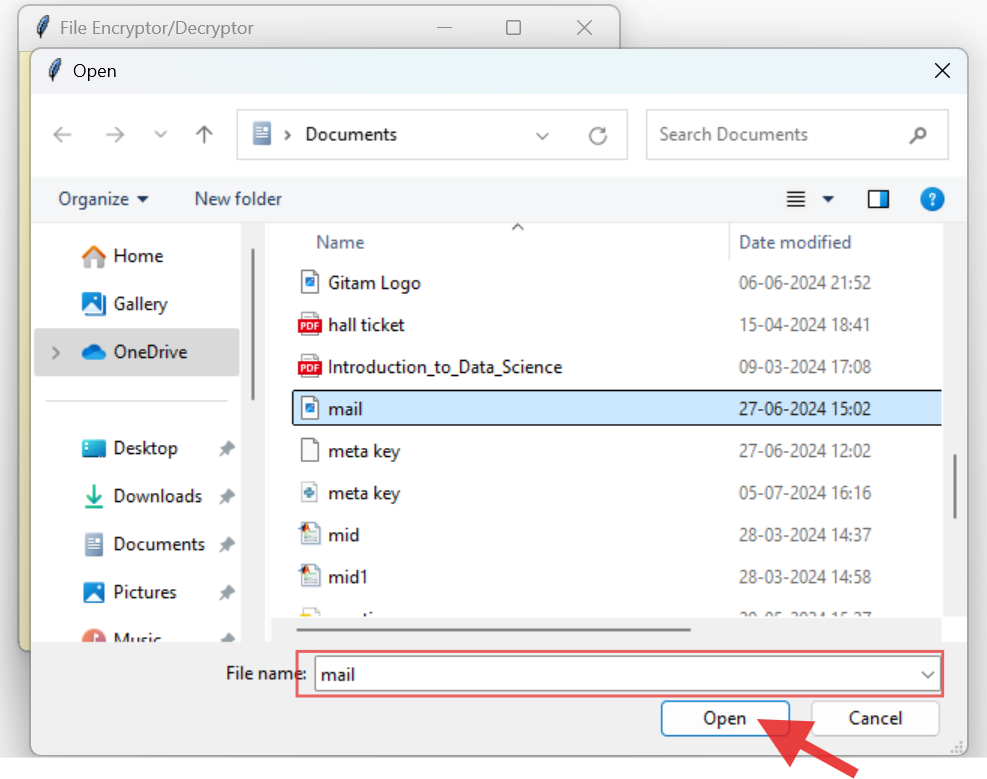 File Encryptor/Decryptor
Open
Documents
Search Documents
Organize
New folder
?
Name
Date modified
Home
Gallery
OneDrive
Desktop
Downloads
Documents
Pictures
Music
Gitam Logo 06-06-2024 21:52
PDF hall ticket 15-04-2024 18:41
PDF Introduction_to_Data_Science 09-03-2024 17:08
mail 27-06-2024 15:02
meta key 27-06-2024 12:02
meta key 05-07-2024 16:16
mid 28-03-2024 14:37
mid1 28-03-2024 14:58
File name: mail
Open
Cancel